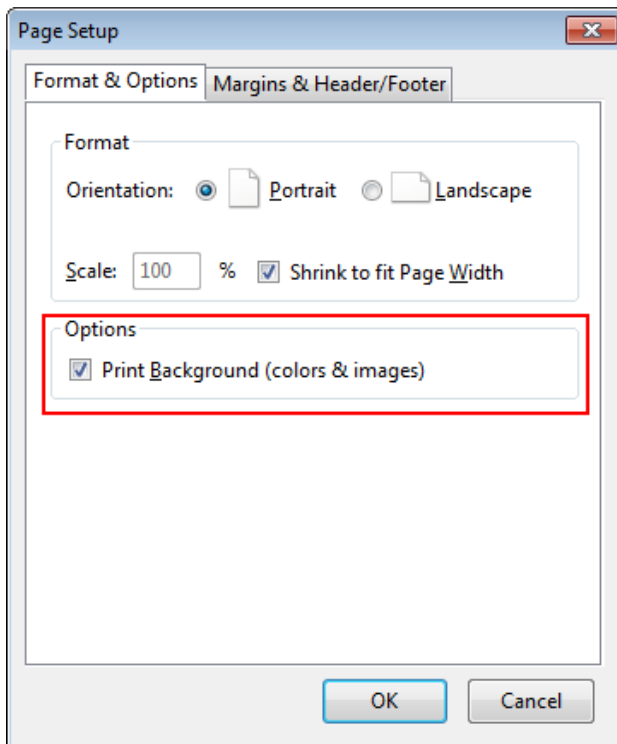 Page Setup
Format & Options Margins & Header/Footer
Format
Orientation: Portrait Landscape
Scale: 100 % Shrink to fit Page Width
Options
Print Background (colors & images)
OK Cancel